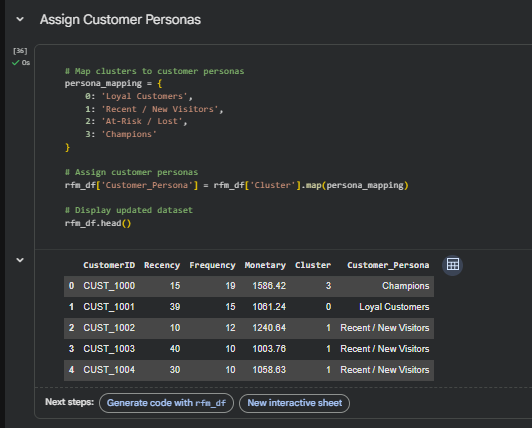 Assign Customer Personas
[36]
0s
# Map clusters to customer personas
persona_mapping = {
    0: 'Loyal Customers',
    1: 'Recent / New Visitors',
    2: 'At-Risk / Lost',
    3: 'Champions'
}
# Assign customer personas
rfm_df['Customer_Persona'] = rfm_df['Cluster'].map(persona_mapping)
# Display updated dataset
rfm_df.head()
CustomerID Recency Frequency Monetary Cluster Customer_Persona
0 CUST_1000 15 19 1586.42 3 Champions
1 CUST_1001 39 15 1061.24 0 Loyal Customers
2 CUST_1002 10 12 1240.64 1 Recent / New Visitors
3 CUST_1003 40 10 1003.76 1 Recent / New Visitors
4 CUST_1004 30 10 1058.63 1 Recent / New Visitors
Next steps: Generate code with rfm_df New interactive sheet